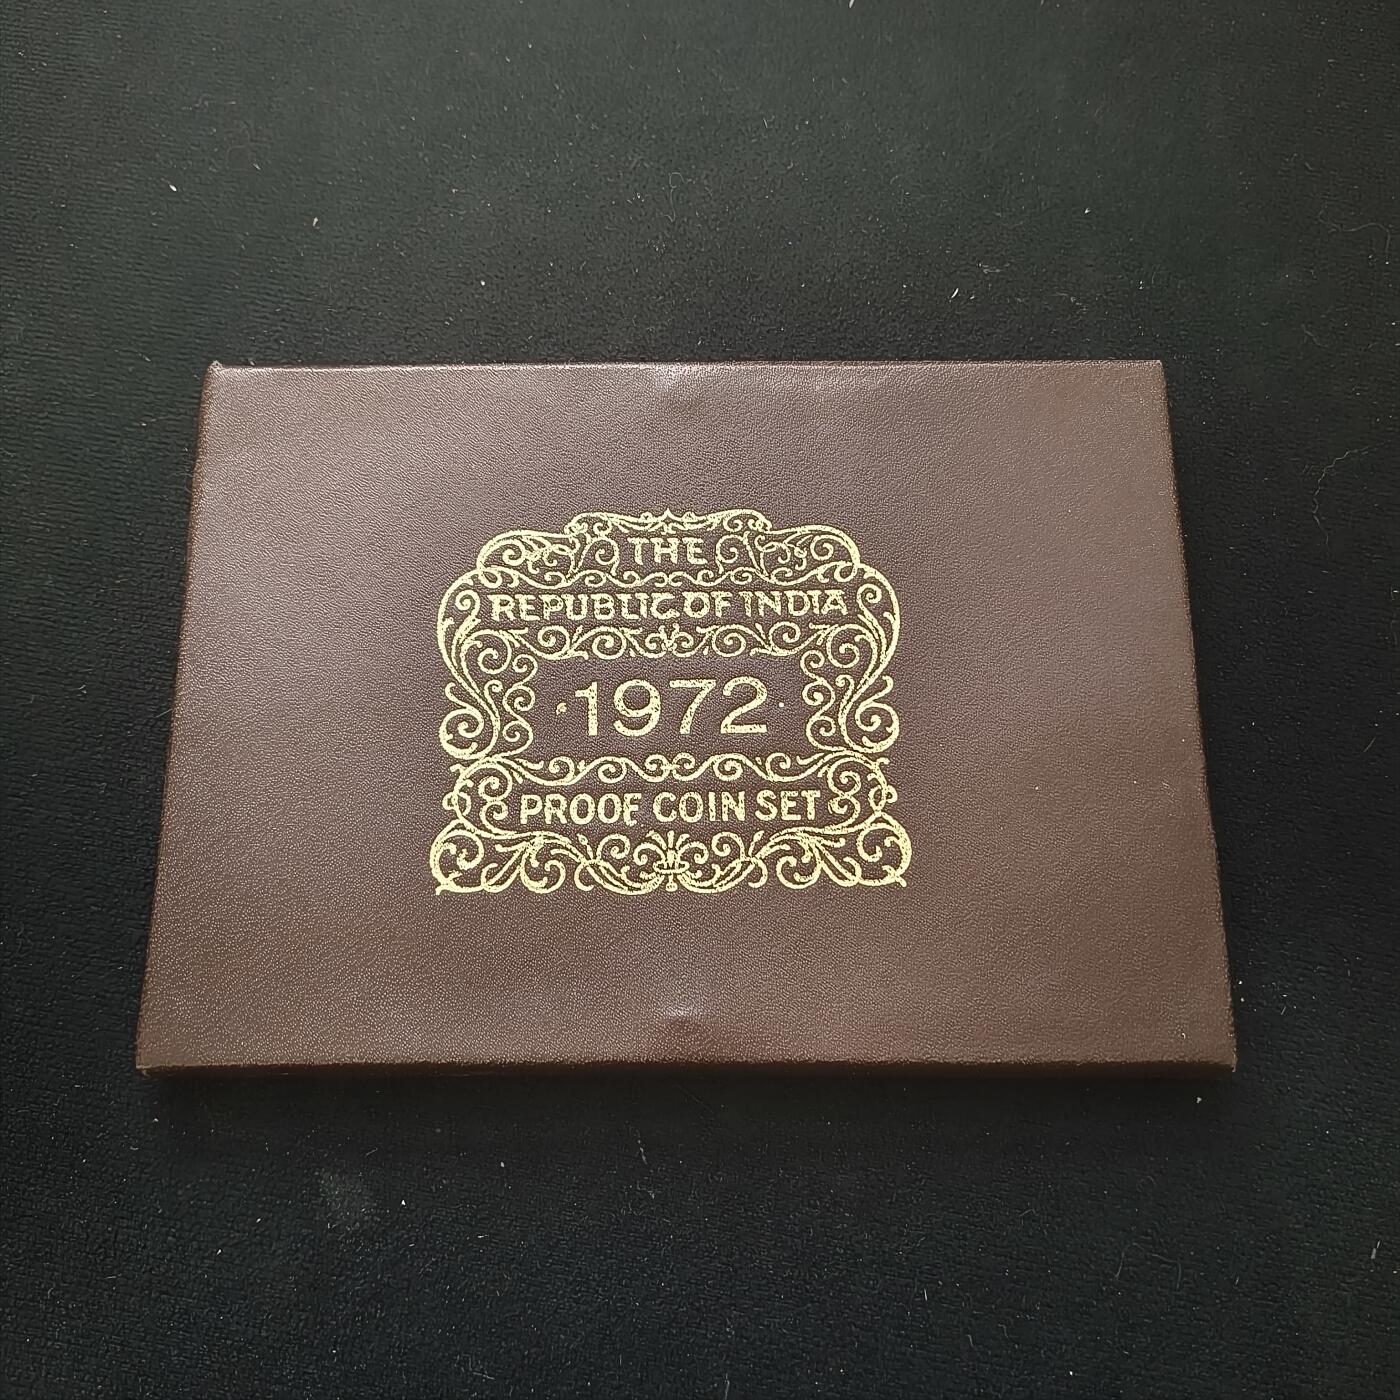 THE
REPUBLIC OF INDIA
·1972·
PROOF COIN SET